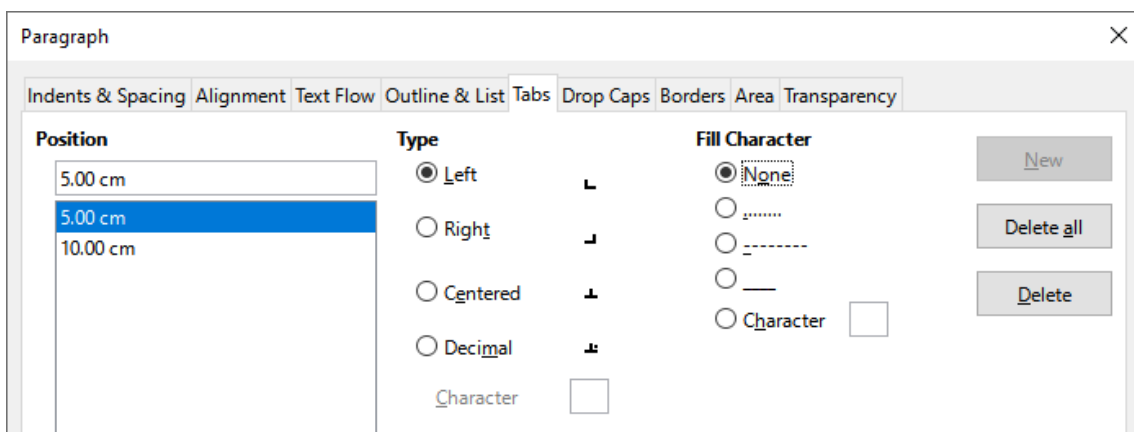 Paragraph
Indents & Spacing Alignment Text Flow Outline & List Tabs Drop Caps Borders Area Transparency
Position
5.00 cm
5.00 cm
10.00 cm
Type
Left
Right
Centered
Decimal
Character
Fill Character
None
........
--------
___
Character
New
Delete all
Delete